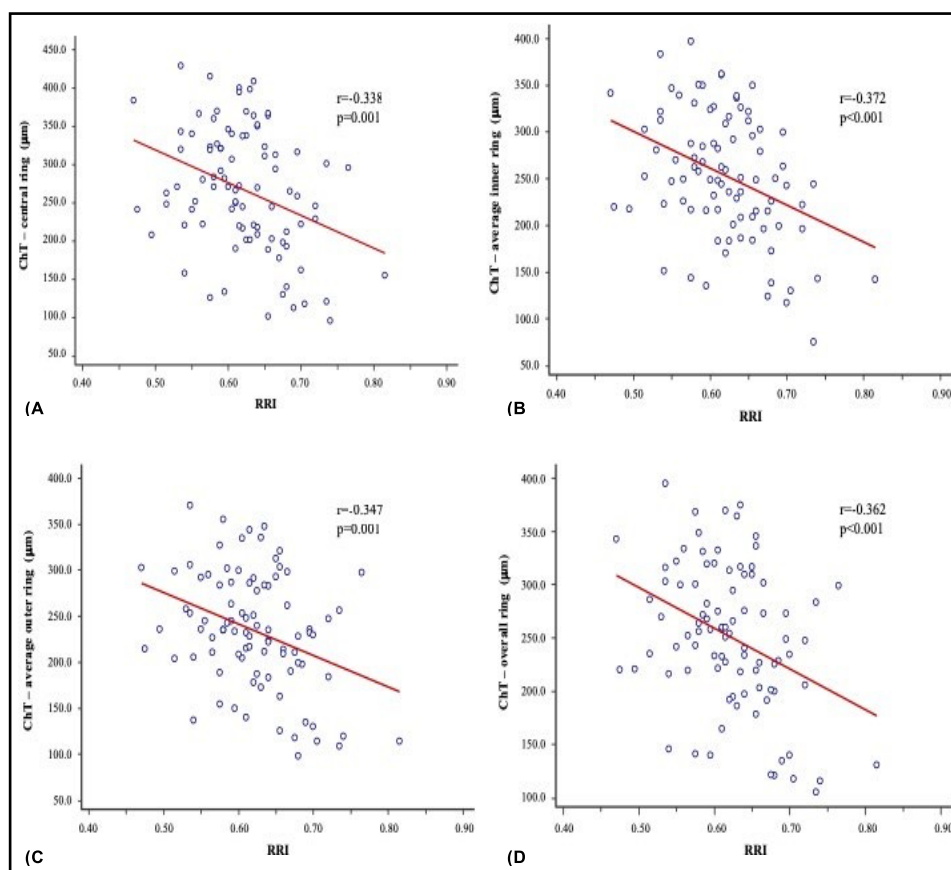 450.0
400.0
350.0
300.0
250.0
200.0
150.0
100.0
50.0
ChT – central ring (μm)
r=-0.338
p=0.001
0.40 0.50 0.60 0.70 0.80 0.90
RRI
(A
400.0
350.0
300.0
250.0
200.0
150.0
100.0
50.0
ChT – average inner ring (μm)
r=-0.372
p<0.001
0.40 0.50 0.60 0.70 0.80 0.90
RRI
(B)
400.0
350.0
300.0
250.0
200.0
150.0
100.0
50.0
ChT – average outer ring (μm)
r=-0.347
p=0.001
0.40 0.50 0.60 0.70 0.80 0.90
RRI
(C)
400.0
350.0
300.0
250.0
200.0
150.0
100.0
ChT – overall ring (μm)
r=-0.362
p<0.001
0.40 0.50 0.60 0.70 0.80 0.90
RRI
(D)